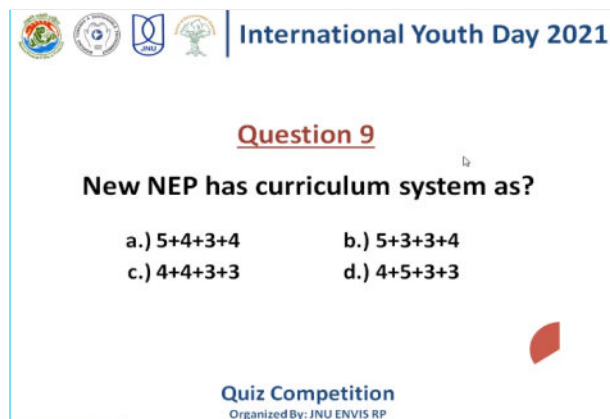 JNU
International Youth Day 2021
Question 9
New NEP has curriculum system as?
a.) 5+4+3+4 b.) 5+3+3+4
c.) 4+4+3+3 d.) 4+5+3+3
Quiz Competition
Organized By: JNU ENVIS RP